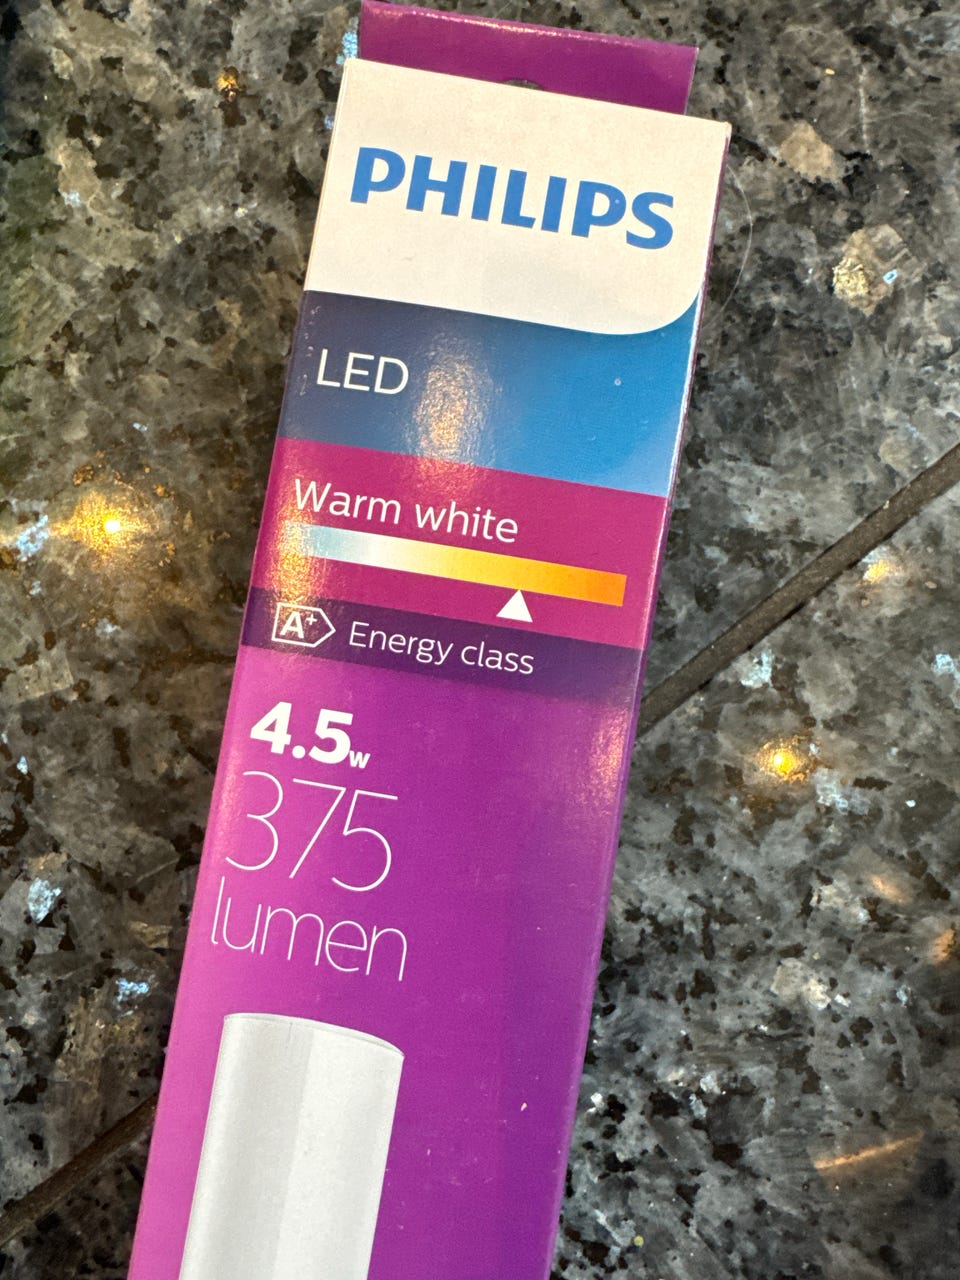 PHILIPS
LED
Warm white
A+ Energy class
4.5w
375
lumen